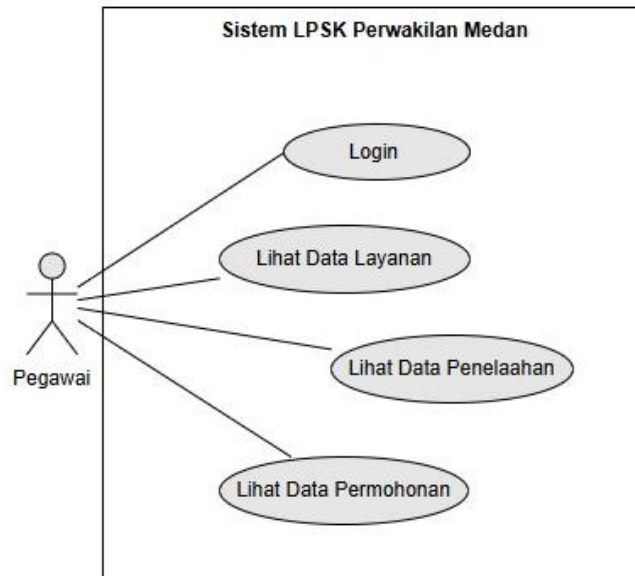 Sistem LPSK Perwakilan Medan
Login
Lihat Data Layanan
Lihat Data Penelaahan
Pegawai
Lihat Data Permohonan